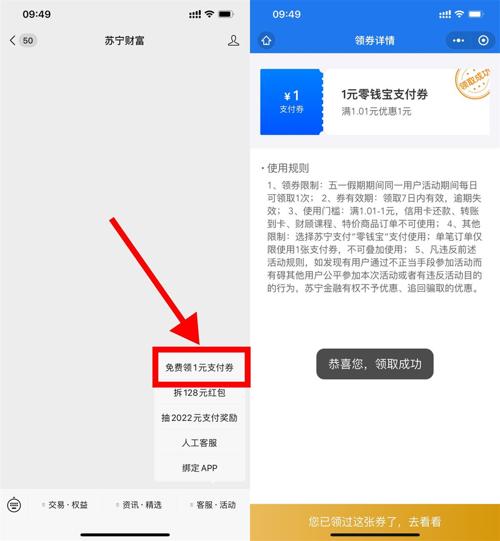 09:49
50
苏宁财富
免费领1元支付券
拆128元红包
抽2022元支付奖励
人工客服
绑定APP
交易·权益
资讯·精选
客服·活动
09:49
领券详情
¥1
支付券
1元零钱宝支付券
满1.01元优惠1元
领取成功
·使用规则
1、领券限制：五一假期期间同一用户活动期间每日
可领取1次； 2、券有效期：领取7日内有效，逾期失
效； 3、使用门槛：满1.01-1元，信用卡还款、转账
到卡、财顾课程、特价商品订单不可使用； 4、其他
限制：选择苏宁支付“零钱宝”支付使用；单笔订单仅
限使用1张支付券，不可叠加使用； 5、凡违反前述
活动规则，如发现有用户通过不正当手段参加活动而
有碍其他用户公平参加本次活动或者有违反活动目的
的行为，苏宁金融有权不予优惠、追回骗取的优惠。
恭喜您，领取成功
您已领过这张券了，去看看